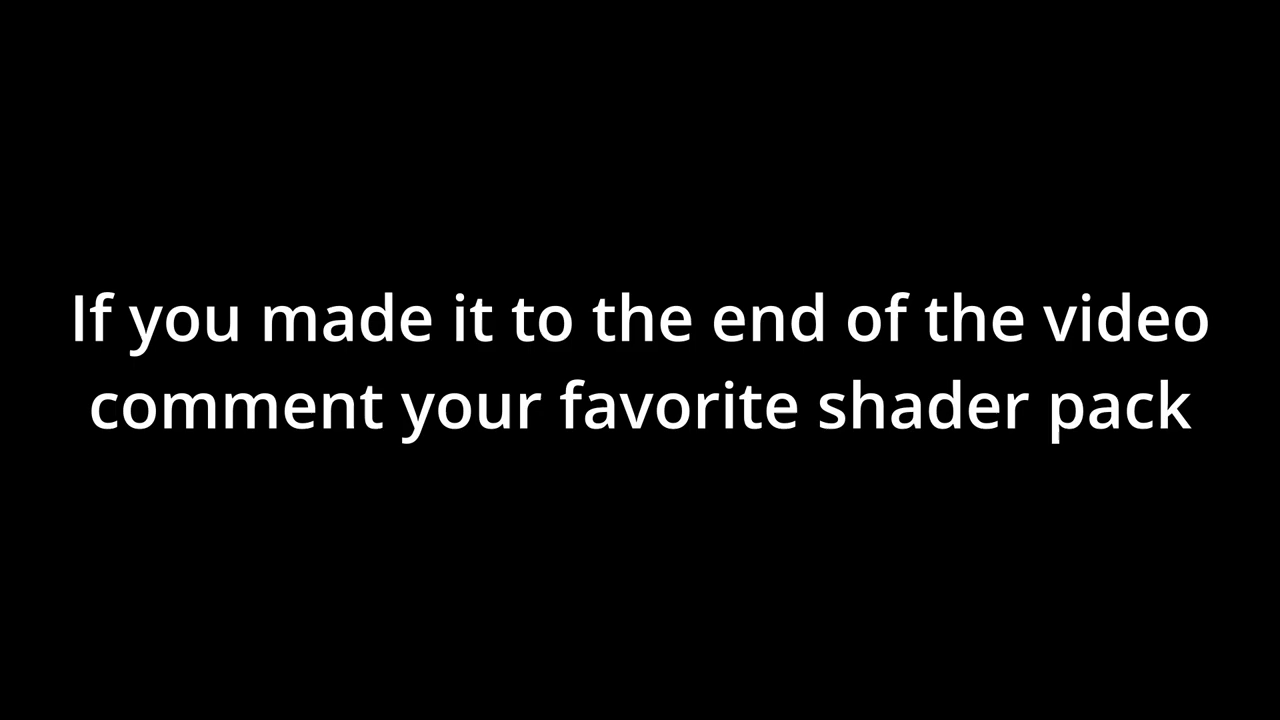 If you made it to the end of the video
comment your favorite shader pack